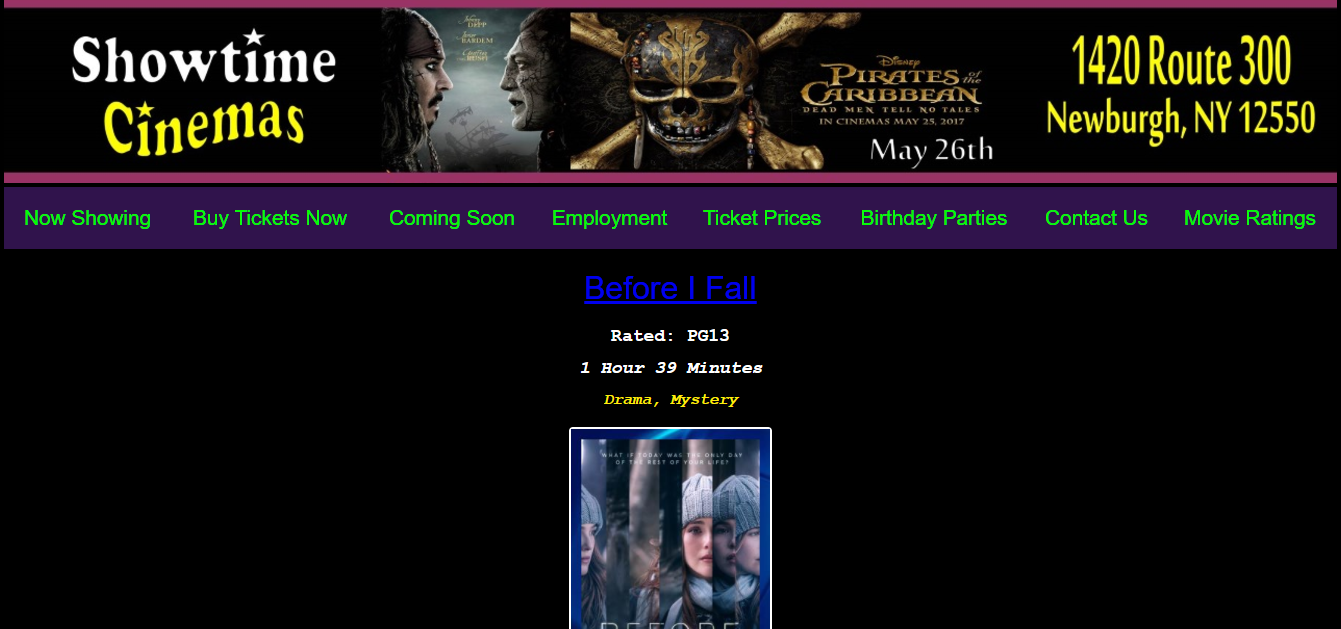 Showtime
Cinemas
Johnny
DEPP
Javier
BARDEM
Geoffrey
RUSH
Disney
PIRATES of the
CARIBBEAN
DEAD MEN TELL NO TALES
IN CINEMAS MAY 25, 2017
May 26th
1420 Route 300
Newburgh, NY 12550
Now Showing
Buy Tickets Now
Coming Soon
Employment
Ticket Prices
Birthday Parties
Contact Us
Movie Ratings
Before I Fall
Rated: PG13
1 Hour 39 Minutes
Drama, Mystery
WHAT IF TODAY WAS THE ONLY DAY
OF THE REST OF YOUR LIFE?
BEFORE